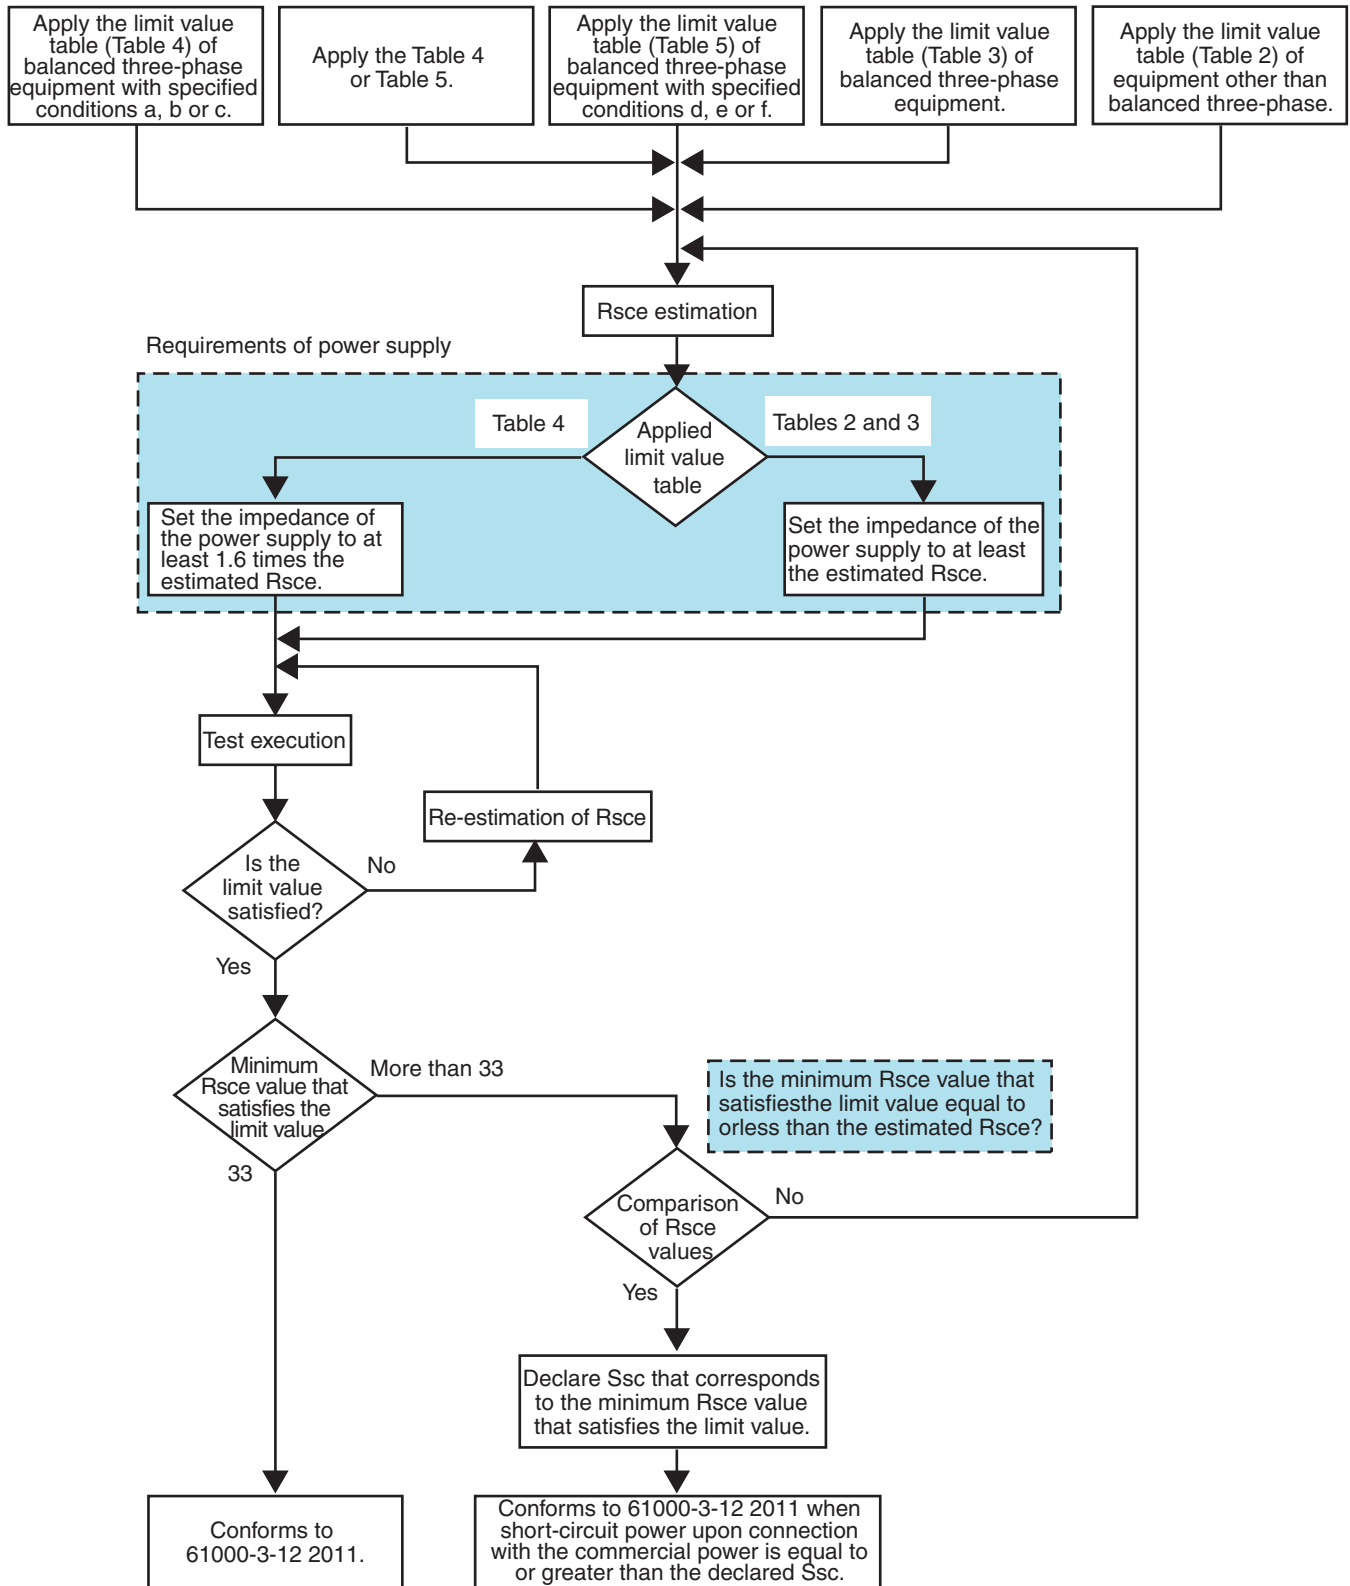 Apply the limit value
table (Table 4) of
balanced three-phase
equipment with specified
conditions a, b or c.
Apply the Table 4
or Table 5.
Apply the limit value
table (Table 5) of
balanced three-phase
equipment with specified
conditions d, e or f.
Apply the limit value
table (Table 3) of
balanced three-phase
equipment.
Apply the limit value
table (Table 2) of
equipment other than
balanced three-phase.
Rsce estimation
Requirements of power supply
Table 4
Applied
limit value
table
Tables 2 and 3
Set the impedance of
the power supply to at
least 1.6 times the
estimated Rsce.
Set the impedance of the
power supply to at least
the estimated Rsce.
Test execution
Re-estimation of Rsce
Is the
limit value
satisfied?
No
Yes
Minimum
Rsce value that
satisfies the
limit value
More than 33
33
Is the minimum Rsce value that
satisfiesthe limit value equal to
orless than the estimated Rsce?
Comparison
of Rsce
values
No
Yes
Declare Ssc that corresponds
to the minimum Rsce value
that satisfies the limit value.
Conforms to
61000-3-12 2011.
Conforms to 61000-3-12 2011 when
short-circuit power upon connection
with the commercial power is equal to
or greater than the declared Ssc.